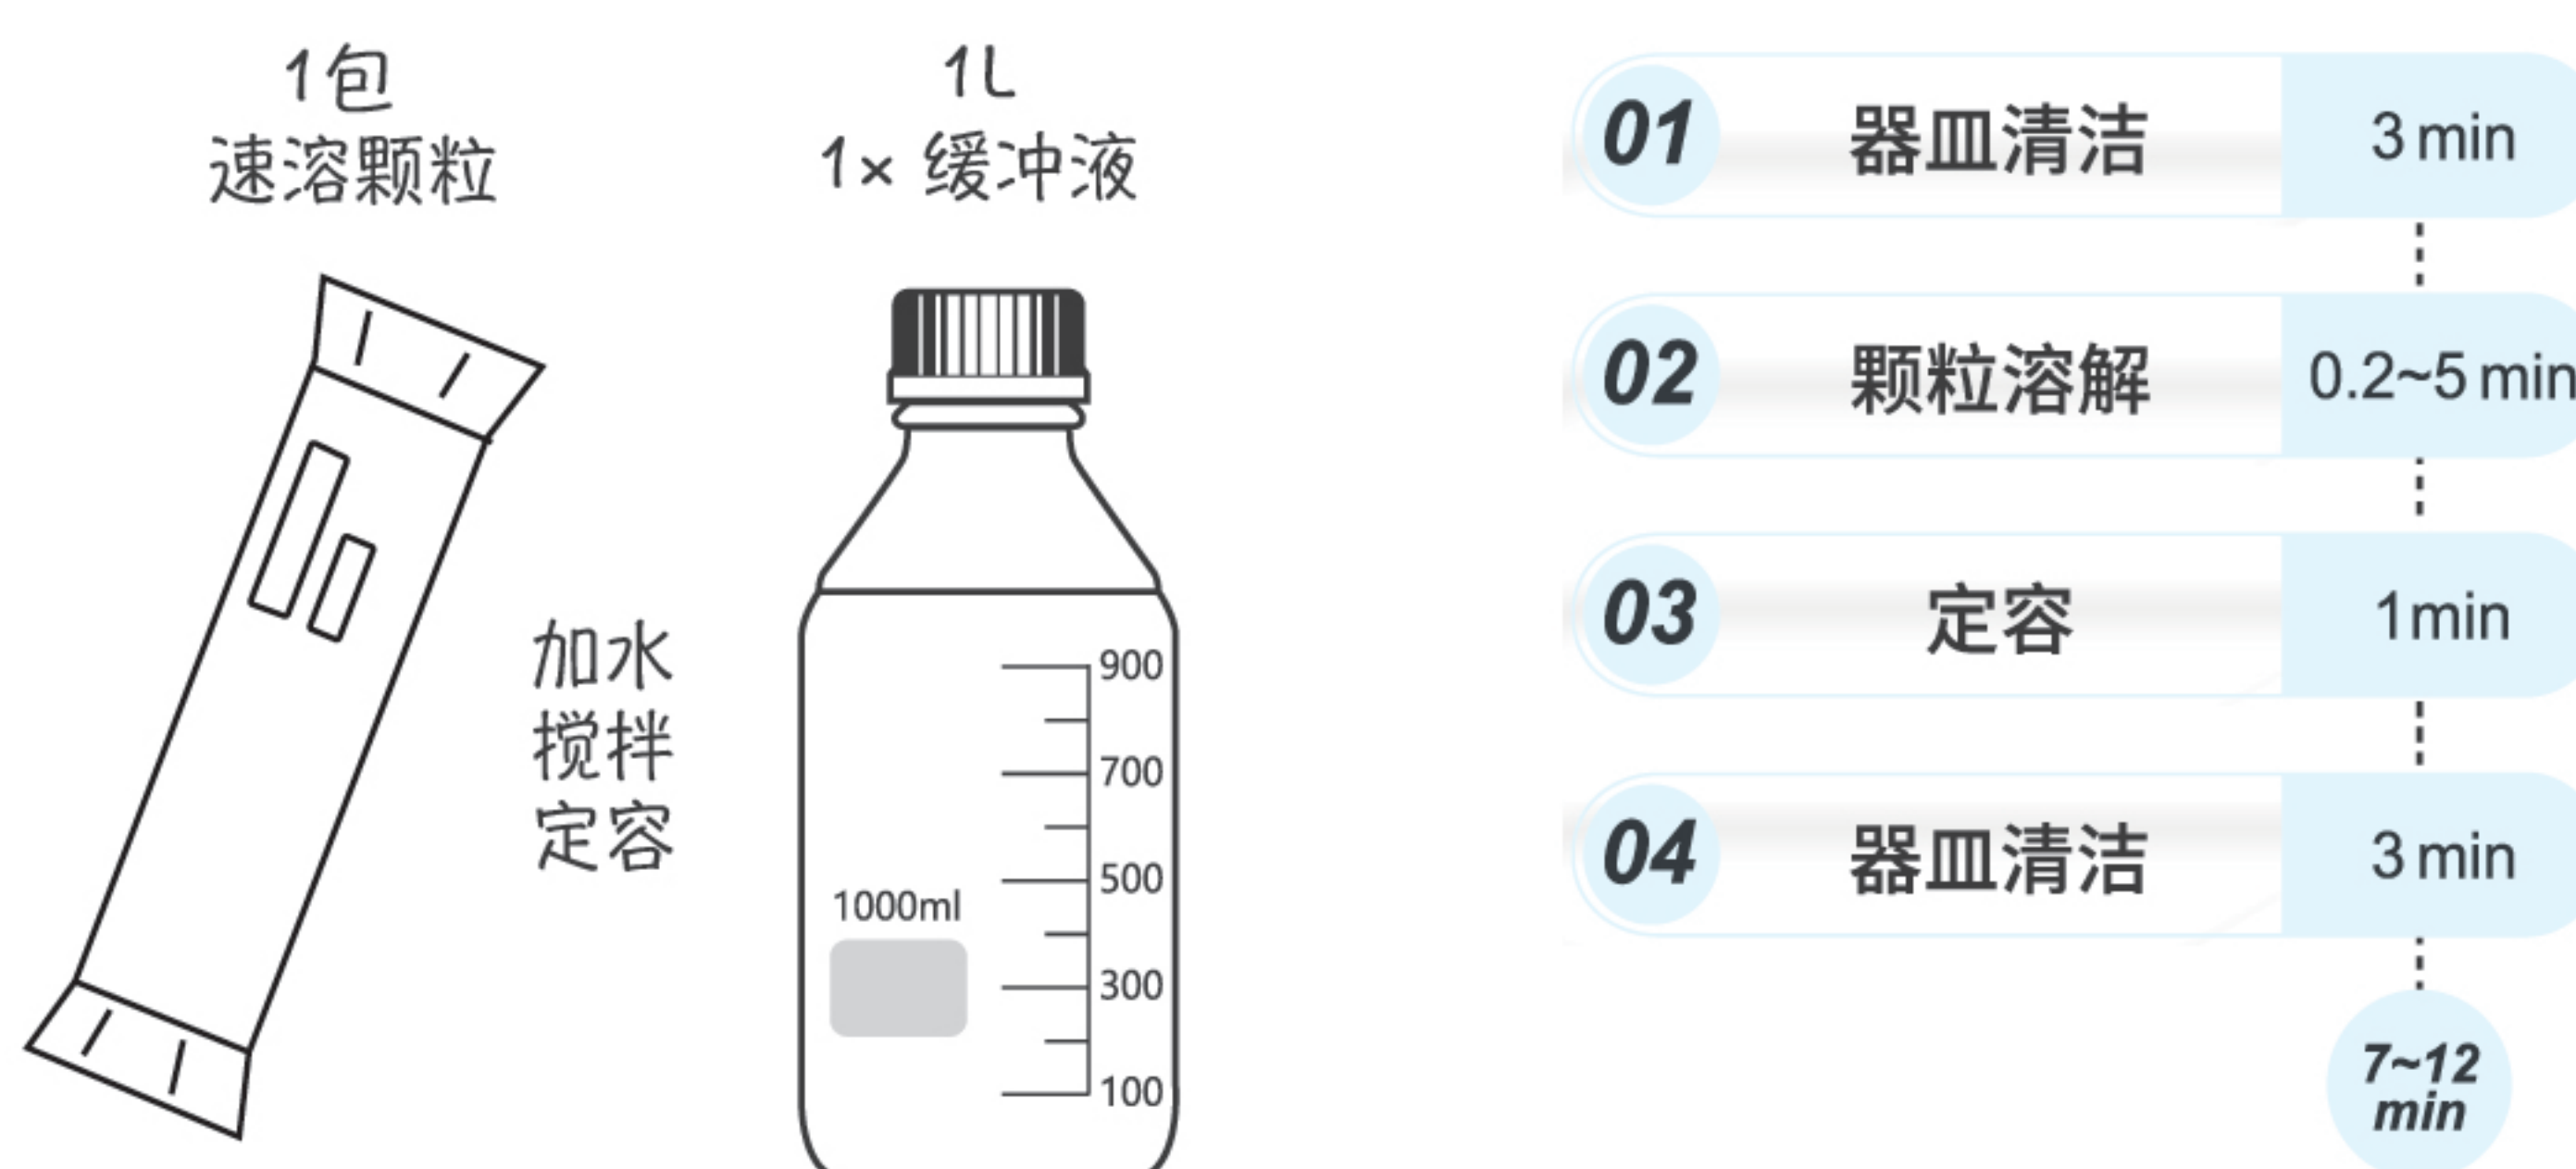 1包
速溶颗粒
1L
1× 缓冲液
加水
搅拌
定容
1000ml
900
700
500
300
100
01 器皿清洁 3 min
02 颗粒溶解 0.2~5 min
03 定容 1min
04 器皿清洁 3 min
7~12
min